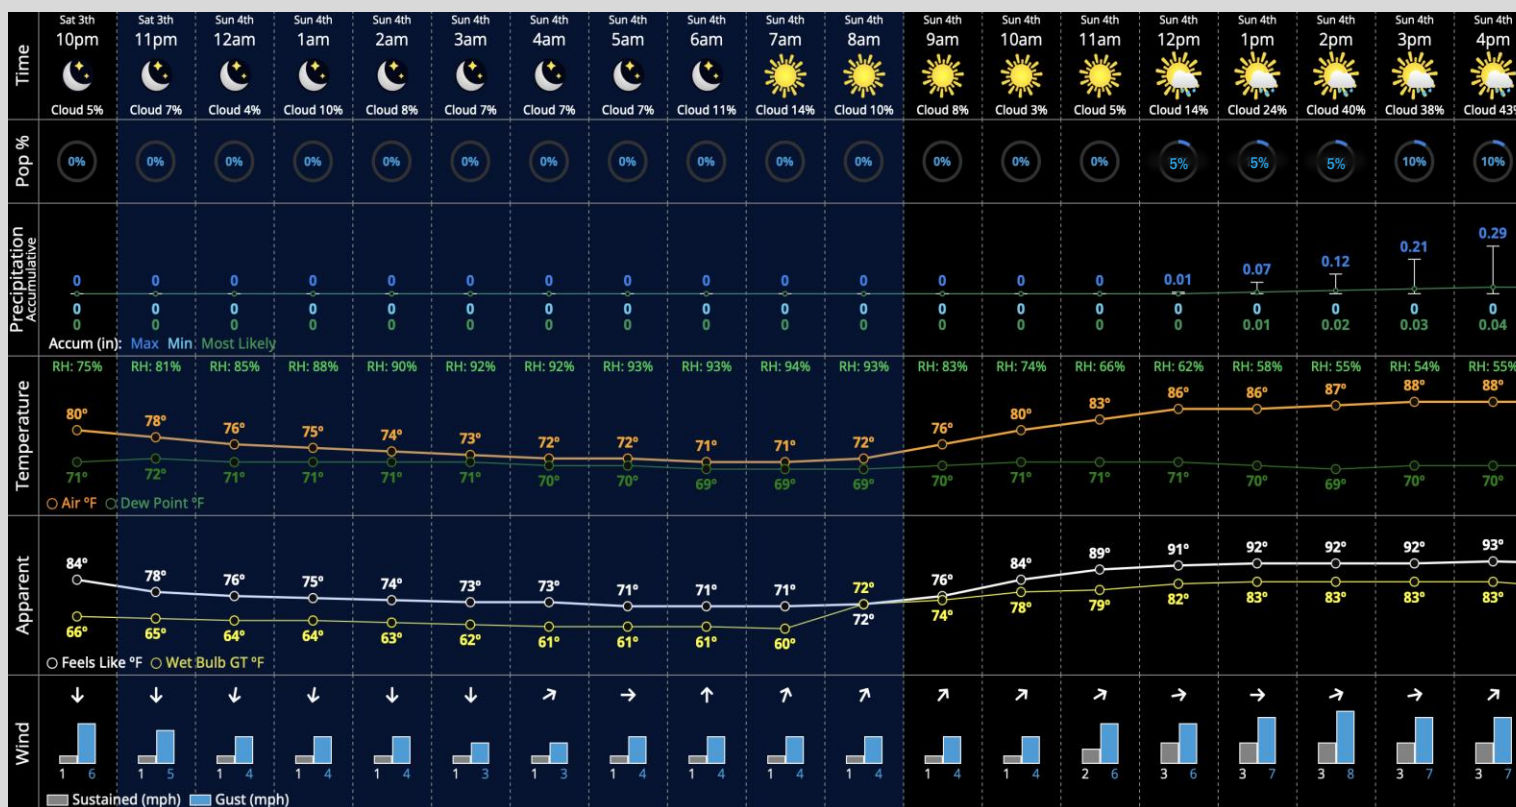 Sat 3th Sat 3th Sun 4th Sun 4th Sun 4th Sun 4th Sun 4th Sun 4th Sun 4th Sun 4th Sun 4th Sun 4th Sun 4th Sun 4th Sun 4th Sun 4th Sun 4th Sun 4th Sun 4th
Time
10pm 11pm 12am 1am 2am 3am 4am 5am 6am 7am 8am 9am 10am 11am 12pm 1pm 2pm 3pm 4pm
Cloud 5% Cloud 7% Cloud 4% Cloud 10% Cloud 8% Cloud 7% Cloud 7% Cloud 7% Cloud 11% Cloud 14% Cloud 10% Cloud 8% Cloud 3% Cloud 5% Cloud 14% Cloud 24% Cloud 40% Cloud 38% Cloud 43%
Pop %
0% 0% 0% 0% 0% 0% 0% 0% 0% 0% 0% 0% 0% 0% 5% 5% 5% 10% 10%
Precipitation
Accumulative
0 0 0 0 0 0 0 0 0 0 0 0 0 0 0.01 0.07 0.12 0.21 0.29
0 0 0 0 0 0 0 0 0 0 0 0 0 0 0 0 0 0 0
0 0 0 0 0 0 0 0 0 0 0 0 0 0 0 0.01 0.02 0.03 0.04
Accum (in): Max Min Most Likely
Temperature
RH: 75% RH: 81% RH: 85% RH: 88% RH: 90% RH: 92% RH: 92% RH: 93% RH: 93% RH: 94% RH: 93% RH: 83% RH: 74% RH: 66% RH: 62% RH: 58% RH: 55% RH: 54% RH: 55%
80° 78° 76° 75° 74° 73° 72° 72° 71° 71° 72° 76° 80° 83° 86° 86° 87° 88° 88°
71° 72° 71° 71° 71° 71° 70° 70° 69° 69° 69° 70° 71° 71° 71° 70° 69° 70° 70°
Air °F Dew Point °F
Apparent
84° 78° 76° 75° 74° 73° 73° 71° 71° 71° 72° 76° 84° 89° 91° 92° 92° 92° 93°
66° 65° 64° 64° 63° 62° 61° 61° 61° 60° 72° 74° 78° 79° 82° 83° 83° 83° 83°
Feels Like °F Wet Bulb GT °F
Wind
1 6 1 5 1 4 1 4 1 4 1 3 1 3 1 4 1 4 1 4 1 4 1 4 1 4 2 6 3 6 3 7 3 8 3 7 3 7
Sustained (mph) Gust (mph)